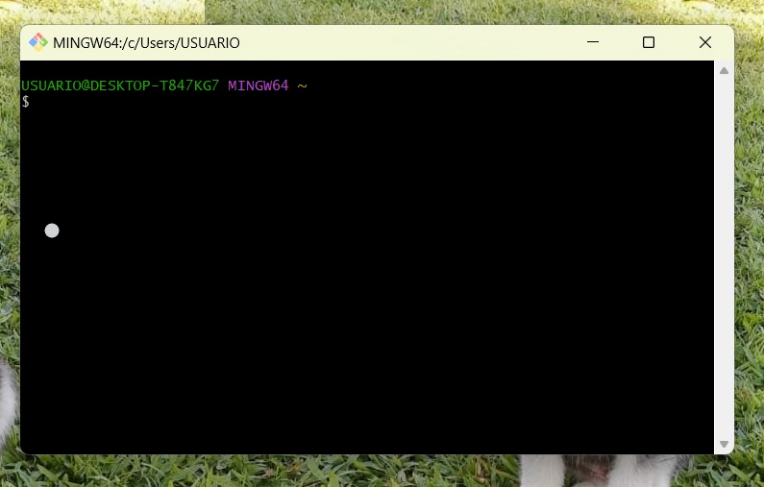 MINGW64:/c/Users/USUARIO
USUARIO@DESKTOP-T847KG7 MINGW64 ~
$